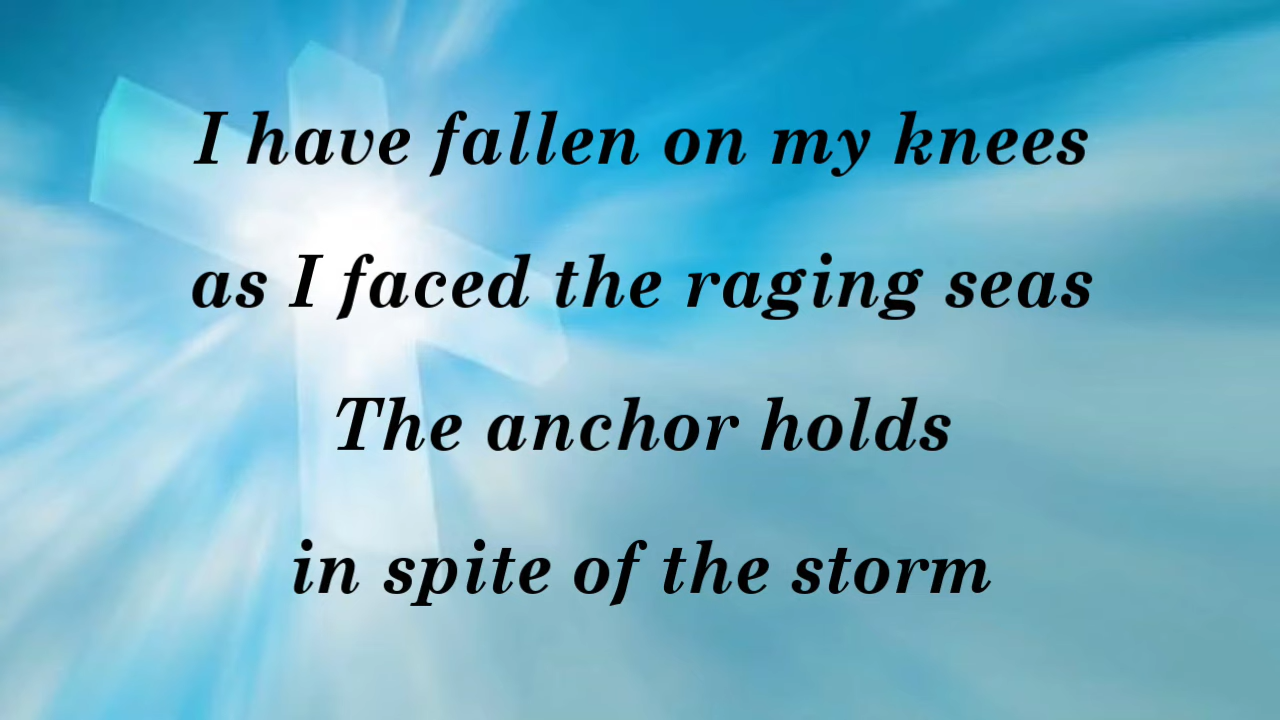 I have fallen on my knees
as I faced the raging seas
The anchor holds
in spite of the storm